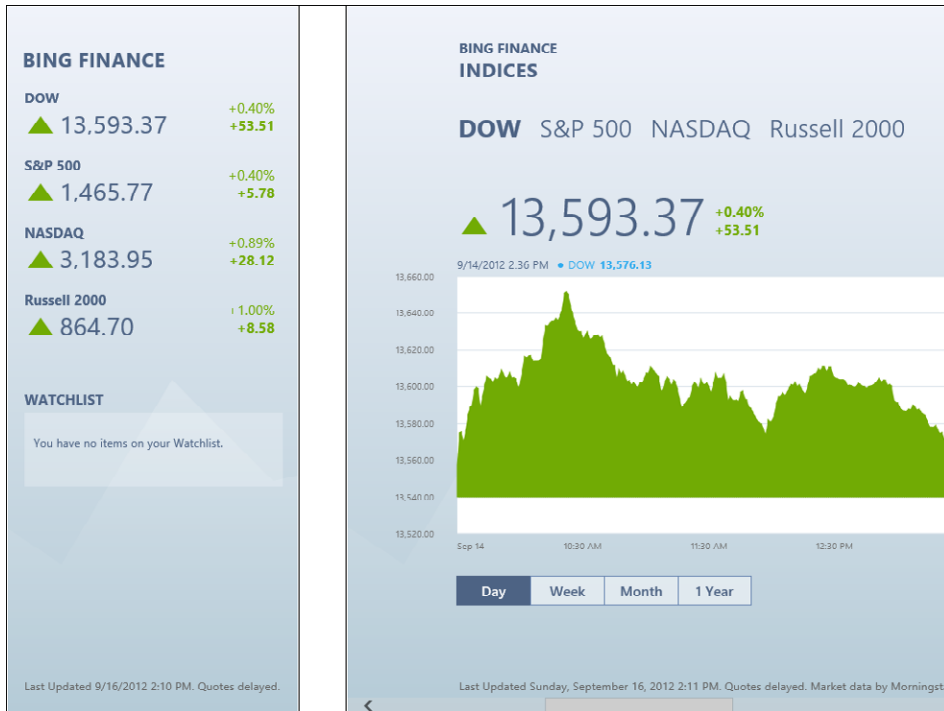 BING FINANCE
DOW
13,593.37
+0.40%
+53.51
S&P 500
1,465.77
+0.40%
+5.78
NASDAQ
3,183.95
+0.89%
+28.12
Russell 2000
864.70
+1.00%
+8.58
WATCHLIST
You have no items on your Watchlist.
Last Updated 9/16/2012 2:10 PM. Quotes delayed.
BING FINANCE
INDICES
DOW S&P 500 NASDAQ Russell 2000
13,593.37
+0.40%
+53.51
9/14/2012 2.36 PM • DOW 13,576.13
13,660.00
13,640.00
13,620.00
13,600.00
13,580.00
13,560.00
13,540.00
13,520.00
Sep 14 10:30 AM 11:30 AM 12:30 PM
Day Week Month 1 Year
Last Updated Sunday, September 16, 2012 2:11 PM. Quotes delayed. Market data by Morningst